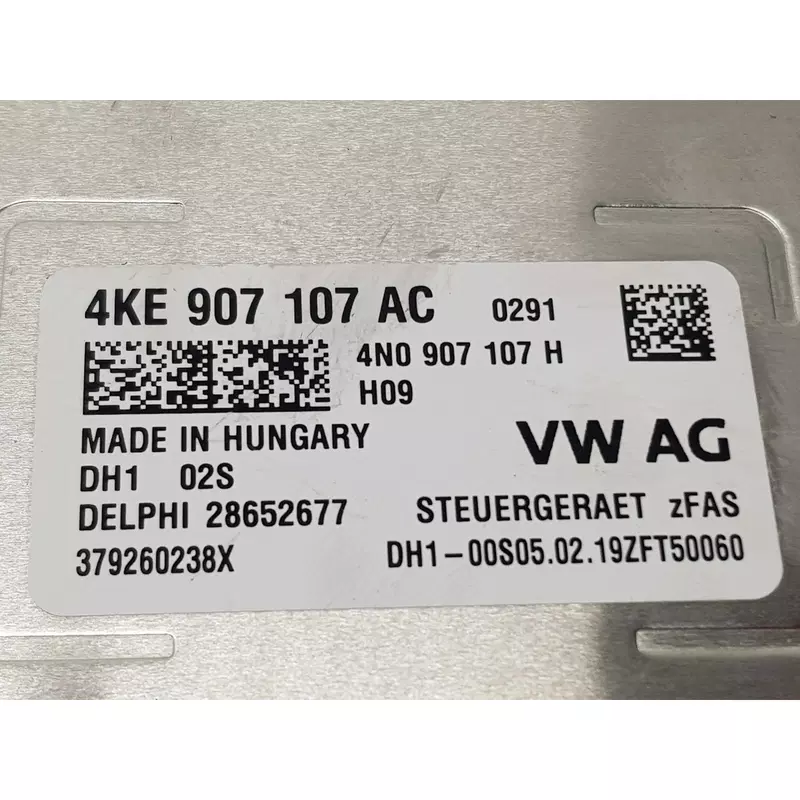 4KE 907 107 AC 0291
4N0 907 107 H
H09
MADE IN HUNGARY
VW AG
DH1 02S
DELPHI 28652677
STEUERGERAET zFAS
379260238X
DH1-00S05.02.19ZFT50060